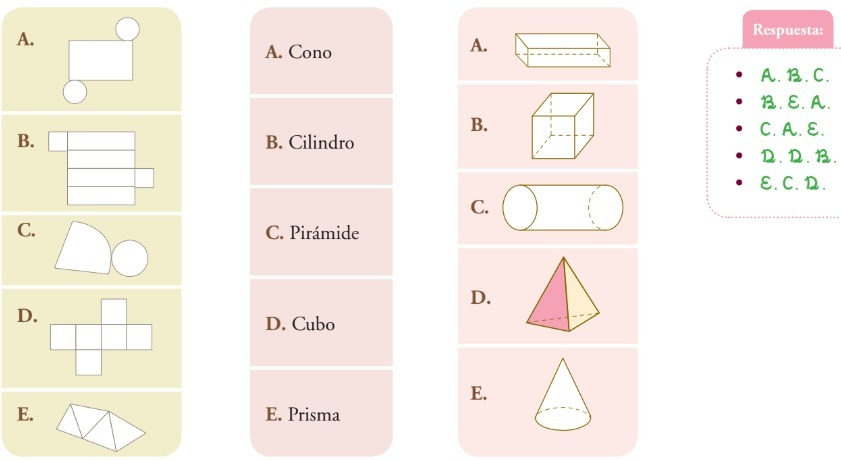 A.
B.
C.
D.
E.
A. Cono
B. Cilindro
C. Pirámide
D. Cubo
E. Prisma
A.
B.
C.
D.
E.
Respuesta:
• A. B. C.
• B. E. A.
• C. A. E.
• D. D. B.
• E. C. D.